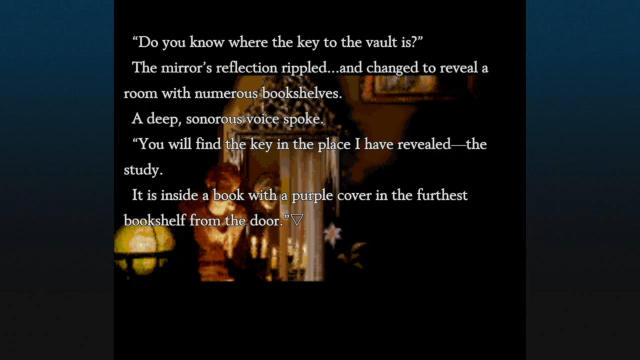 “Do you know where the key to the vault is?”
The mirror’s reflection rippled...and changed to reveal a
room with numerous bookshelves.
A deep, sonorous voice spoke.
“You will find the key in the place I have revealed—the
study.
It is inside a book with a purple cover in the furthest
bookshelf from the door.”▽